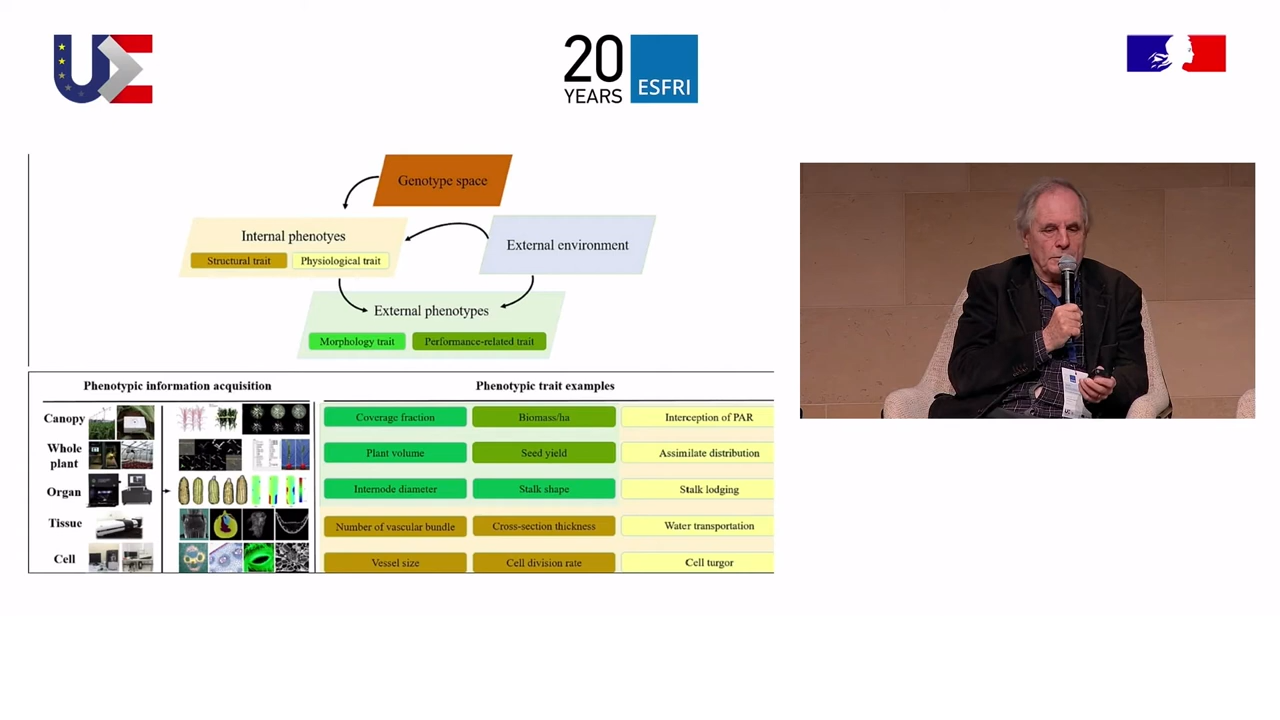 20
YEARS
ESFRI
Genotype space
Internal phenotyes
Structural trait
Physiological trait
External environment
External phenotypes
Morphology trait
Performance-related trait
Phenotypic information acquisition
Phenotypic trait examples
Canopy
Coverage fraction
Biomass/ha
Interception of PAR
Whole
plant
Plant volume
Seed yield
Assimilate distribution
Organ
Internode diameter
Stalk shape
Stalk lodging
Tissue
Number of vascular bundle
Cross-section thickness
Water transportation
Cell
Vessel size
Cell division rate
Cell turgor